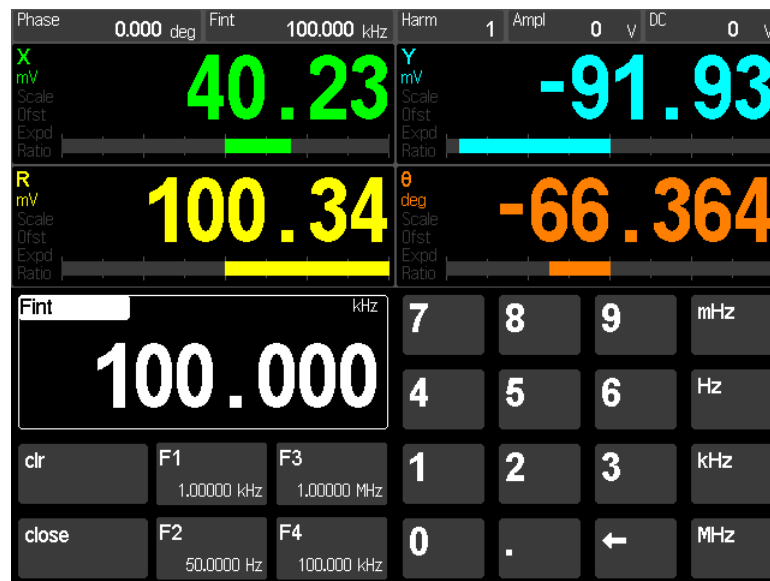 Phase 0.000 deg Fint 100.000 kHz Harm 1 Ampl 0 V DC 0 V
X
mV
Scale
Ofst
Expd
Ratio
40.23
Y
mV
Scale
Ofst
Expd
Ratio
-91.93
R
mV
Scale
Ofst
Expd
Ratio
100.34
θ
deg
Scale
Ofst
Expd
Ratio
-66.364
Fint kHz
100.000
7 8 9 mHz
4 5 6 Hz
clr
F1
1.00000 kHz
F3
1.00000 MHz
1 2 3 kHz
close
F2
50.0000 Hz
F4
100.000 kHz
0 . ← MHz